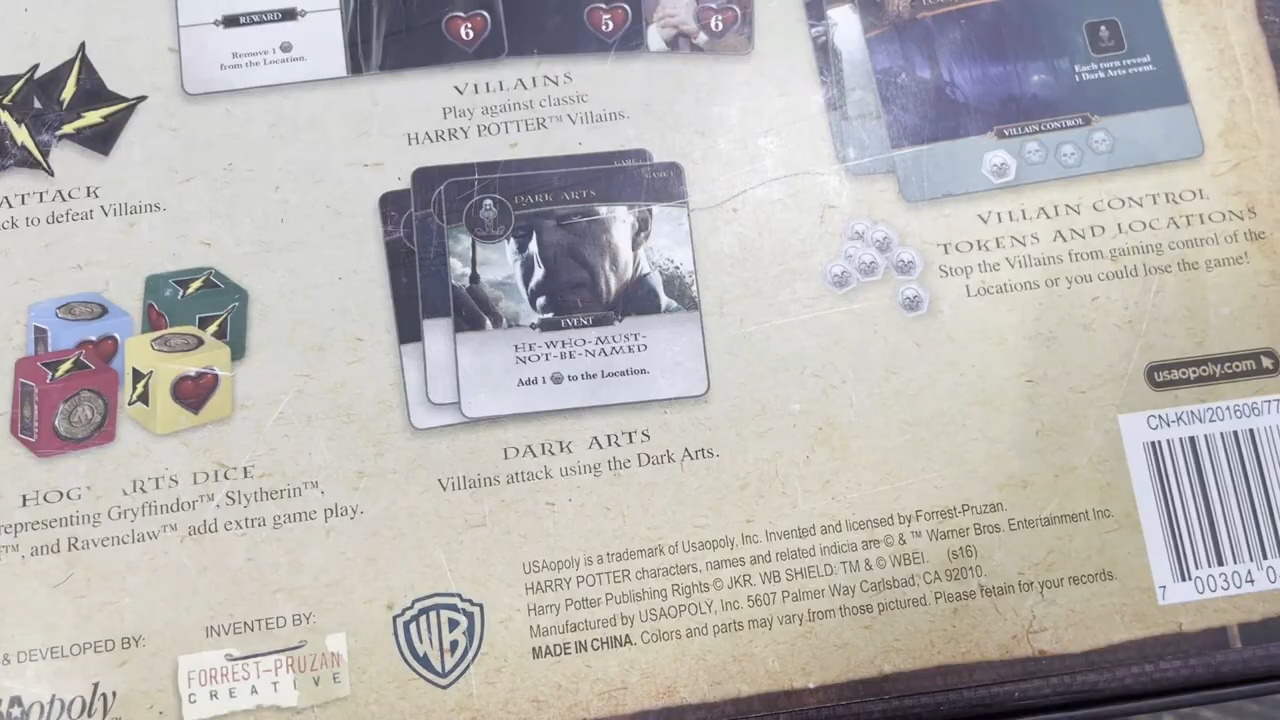 REWARD
Remove 1
from the Location.
6
5
6
VILLAINS
Play against classic
HARRY POTTER™ Villains.
Each turn reveal
1 Dark Arts event.
VILLAIN CONTROL
ATTACK
to defeat Villains.
GAME 1
DARK ARTS
EVENT
HE-WHO-MUST-
NOT-BE-NAMED
Add 1 to the Location.
DARK ARTS
Villains attack using the Dark Arts.
VILLAIN CONTROL
TOKENS AND LOCATIONS
Stop the Villains from gaining control of the
Locations or you could lose the game!
usaopoly.com
CN-KIN/201606/77
7 00304 0
HOG ARTS DICE
representing Gryffindor™, Slytherin™,
™, and Ravenclaw™ add extra game play.
USAopoly is a trademark of Usaopoly, Inc. Invented and licensed by Forrest-Pruzan.
HARRY POTTER characters, names and related indicia are © & ™ Warner Bros. Entertainment Inc.
Harry Potter Publishing Rights © JKR. WB SHIELD: TM & © WBEI. (s16)
Manufactured by USAOPOLY, Inc. 5607 Palmer Way Carlsbad, CA 92010.
MADE IN CHINA. Colors and parts may vary from those pictured. Please retain for your records.
& DEVELOPED BY:
opoly
INVENTED BY:
FORREST-PRUZAN
CREATIVE
WB